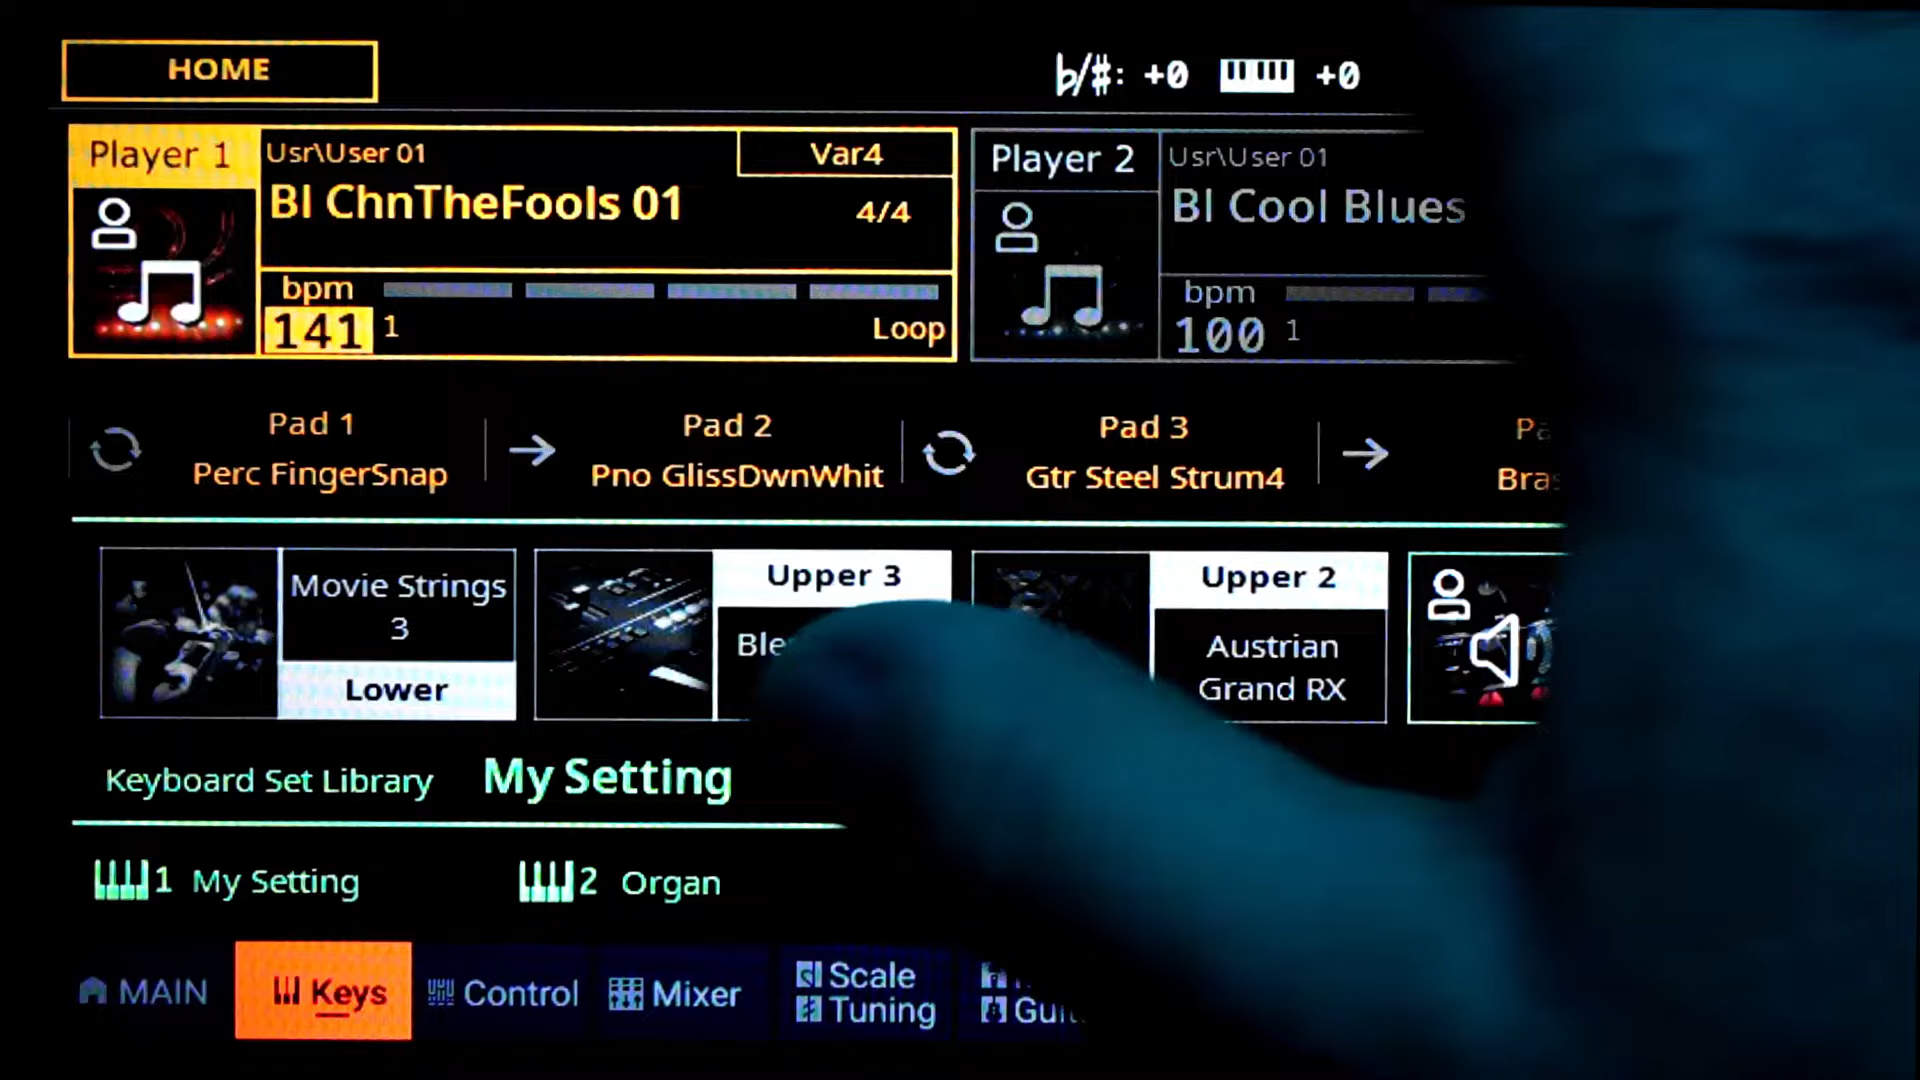 HOME
b/#: +0 +0
Player 1
Usr\User 01
Var4
Bl ChnTheFools 01
4/4
bpm
141
1
Loop
Player 2
Usr\User 01
Bl Cool Blues
bpm
100
1
Pad 1
Perc FingerSnap
Pad 2
Pno GlissDwnWhit
Pad 3
Gtr Steel Strum4
Movie Strings
3
Lower
Upper 3
Upper 2
Austrian
Grand RX
Keyboard Set Library
My Setting
1 My Setting
2 Organ
MAIN
Keys
Control
Mixer
Scale
Tuning